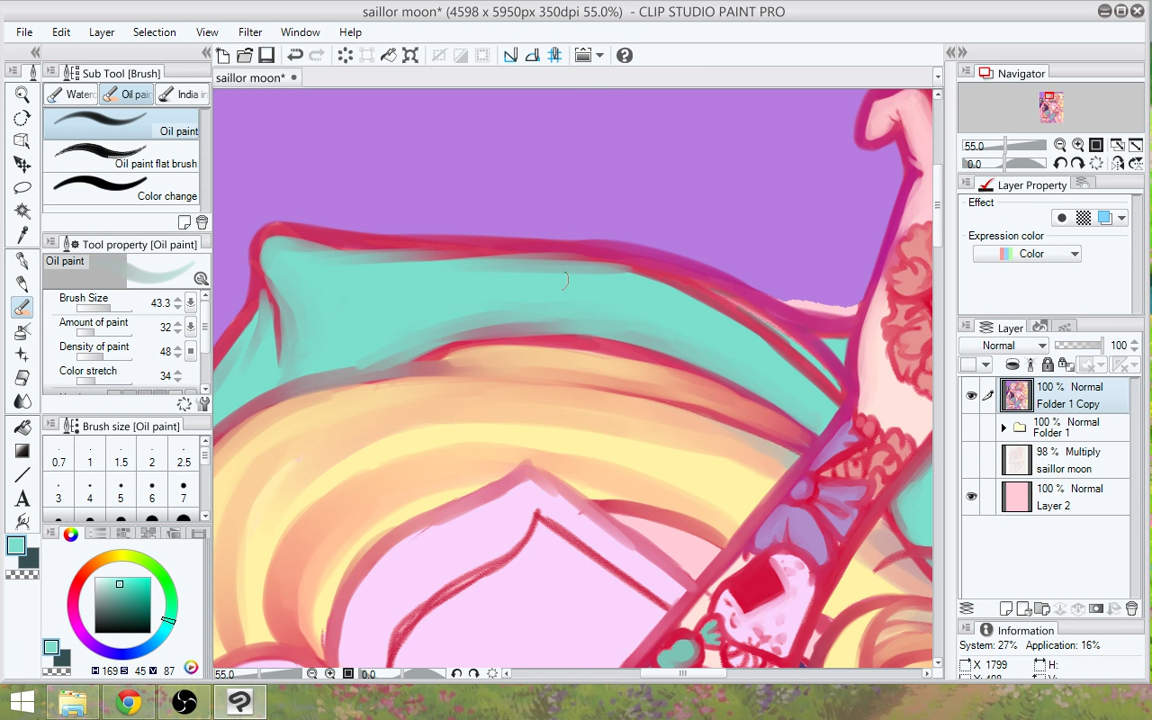 saillor moon* (4598 x 5950px 350dpi 55.0%) - CLIP STUDIO PAINT PRO
File Edit Layer Selection View Filter Window Help
saillor moon*
Sub Tool [Brush]
Oil pain India in
Oil paint
Oil paint flat brush
Color change
Tool property [Oil paint]
Oil paint
Brush Size 43.3
Amount of paint 32
Density of paint 48
Color stretch 34
Brush size [Oil paint]
0.7 1 1.5 2 2.5
3 4 5 6 7
H 169 S 45 V 87
55.0 0.0
Navigator
55.0
0.0
Layer Property
Effect
Expression color
Color
Layer
Normal 100
100 % Normal
Folder 1 Copy
100 % Normal
Folder 1
98 % Multiply
saillor moon
100 % Normal
Layer 2
Information
System: 27% Application: 16%
X 1799 H: